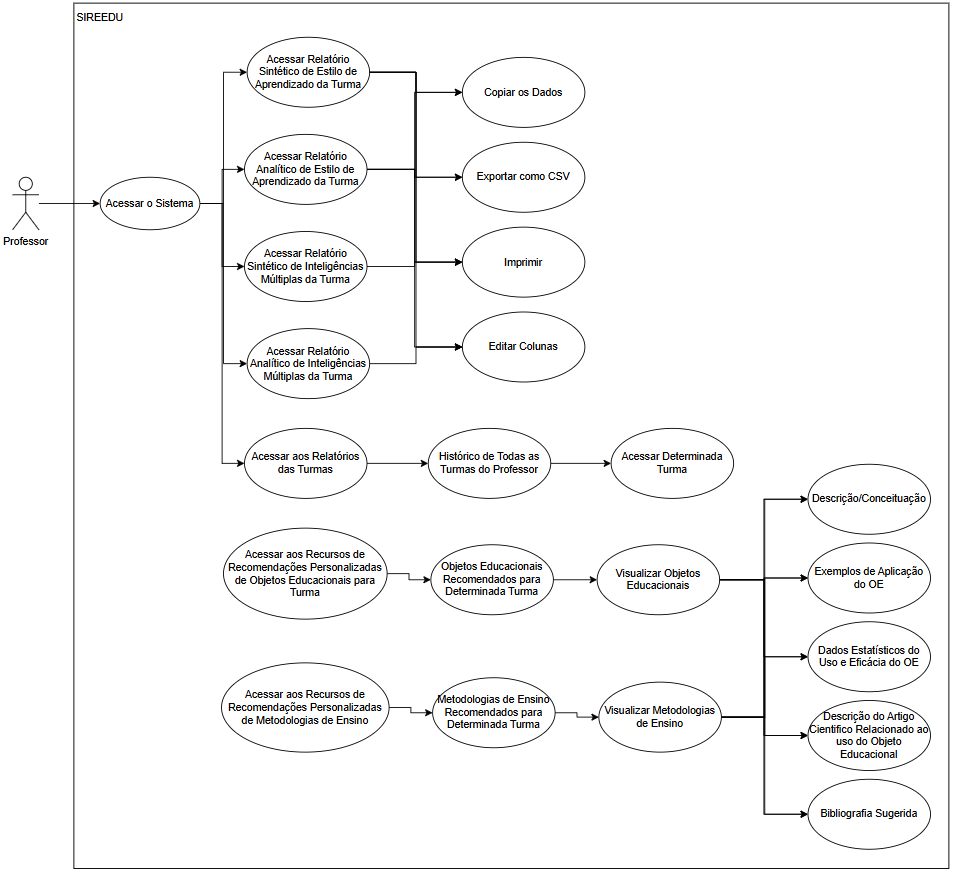 SIREEDU
Acessar Relatório
Sintético de Estilo de
Aprendizado da Turma
Copiar os Dados
Acessar Relatório
Analítico de Estilo de
Aprendizado da Turma
Exportar como CSV
Professor
Acessar o Sistema
Acessar Relatório
Sintético de Inteligências
Múltiplas da Turma
Imprimir
Acessar Relatório
Analítico de Inteligências
Múltiplas da Turma
Editar Colunas
Acessar aos Relatórios
das Turmas
Histórico de Todas as
Turmas do Professor
Acessar Determinada
Turma
Acessar aos Recursos de
Recomendações Personalizadas
de Objetos Educacionais para
Turma
Objetos Educacionais
Recomendados para
Determinada Turma
Visualizar Objetos
Educacionais
Acessar aos Recursos de
Recomendações Personalizadas
de Metodologias de Ensino
Metodologias de Ensino
Recomendados para
Determinada Turma
Visualizar Metodologias
de Ensino
Descrição/Conceituação
Exemplos de Aplicação
do OE
Dados Estatísticos do
Uso e Eficácia do OE
Descrição do Artigo
Científico Relacionado ao
uso do Objeto
Educacional
Bibliografia Sugerida